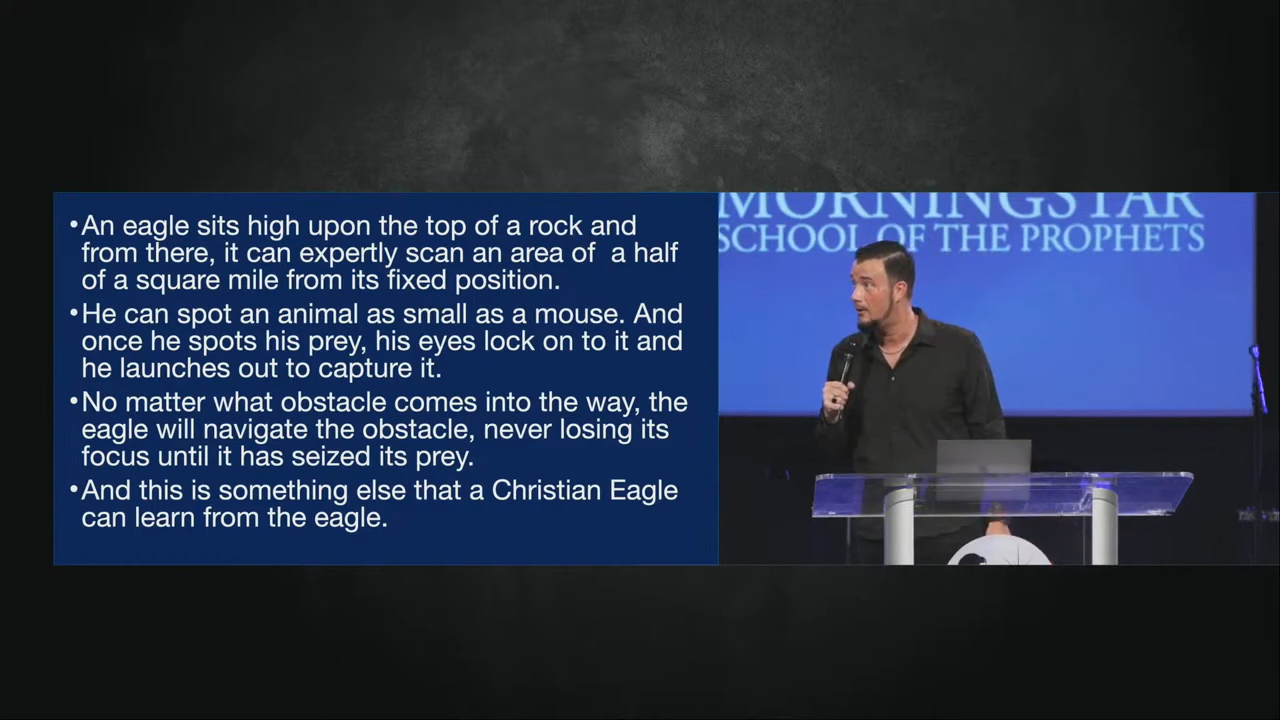 •An eagle sits high upon the top of a rock and
from there, it can expertly scan an area of  a half
of a square mile from its fixed position.
•He can spot an animal as small as a mouse. And
once he spots his prey, his eyes lock on to it and
he launches out to capture it.
•No matter what obstacle comes into the way, the
eagle will navigate the obstacle, never losing its
focus until it has seized its prey.
•And this is something else that a Christian Eagle
can learn from the eagle.
MORNINGSTAR
SCHOOL OF THE PROPHETS